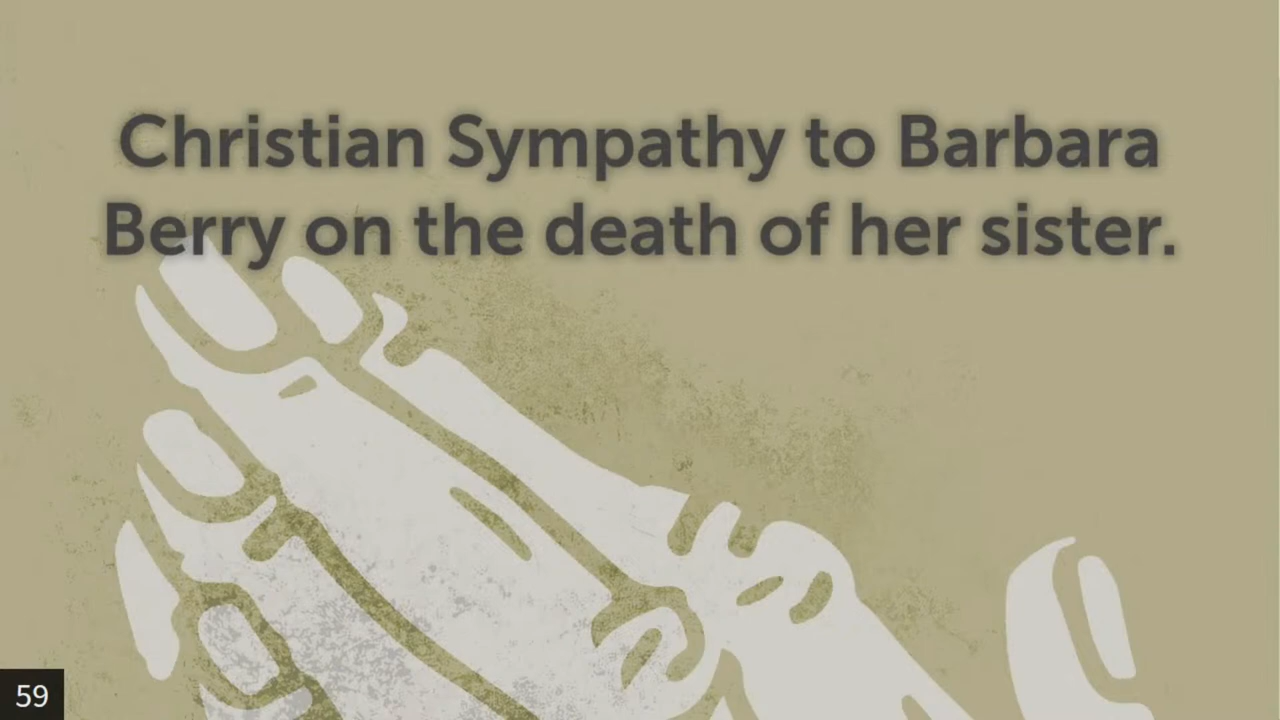 Christian Sympathy to Barbara
Berry on the death of her sister.
59